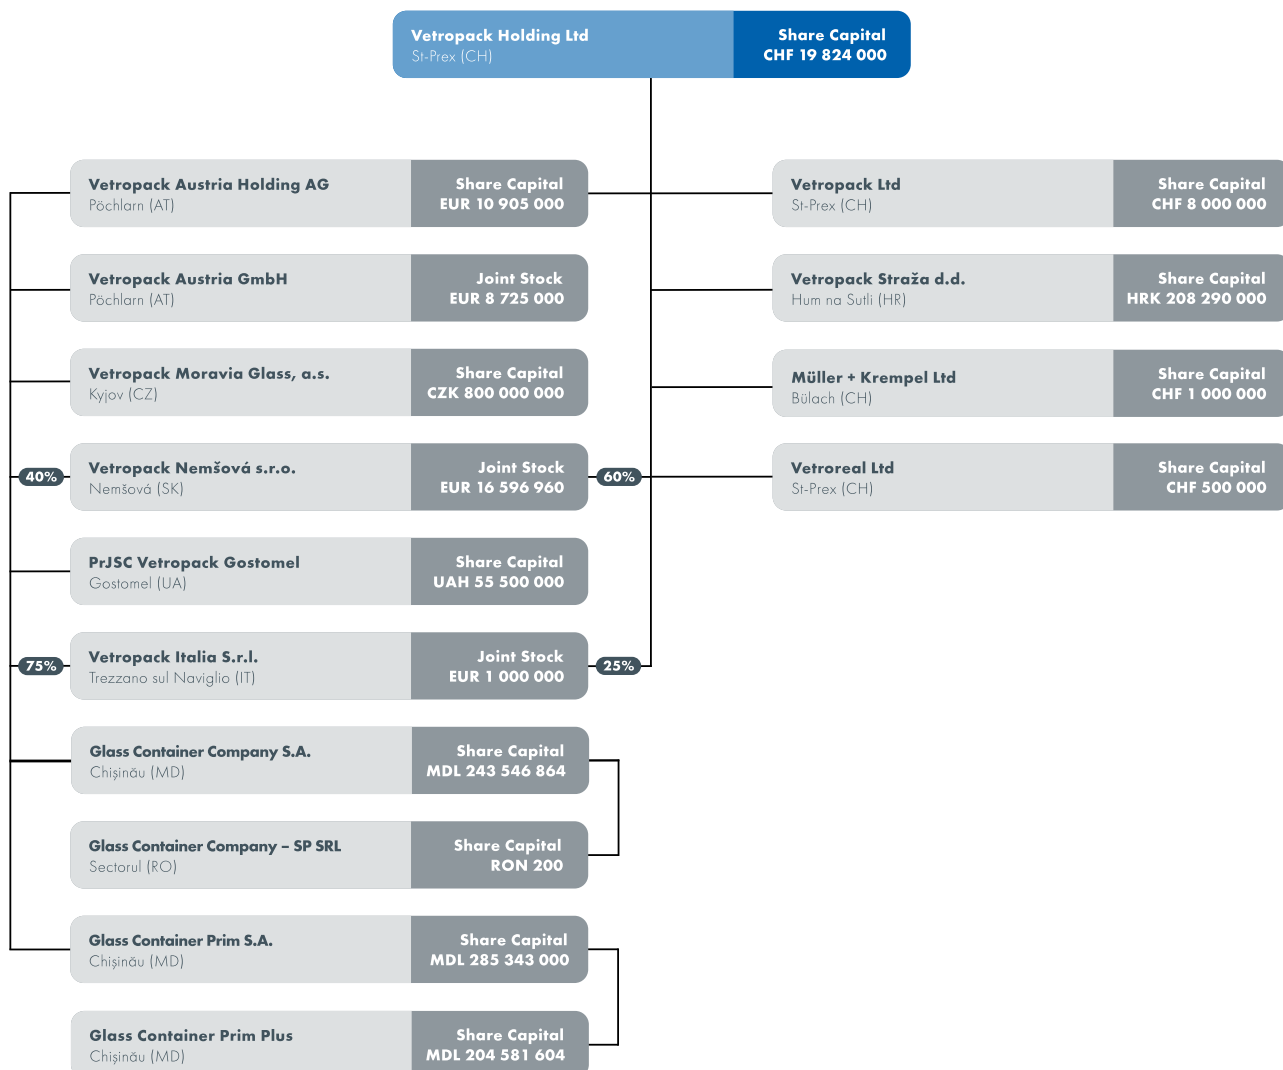 Vetropack Holding Ltd
St-Prex (CH)
Share Capital
CHF 19 824 000
Vetropack Austria Holding AG
Pöchlarn (AT)
Share Capital
EUR 10 905 000
Vetropack Ltd
St-Prex (CH)
Share Capital
CHF 8 000 000
Vetropack Austria GmbH
Pöchlarn (AT)
Joint Stock
EUR 8 725 000
Vetropack Straža d.d.
Hum na Sutli (HR)
Share Capital
HRK 208 290 000
Vetropack Moravia Glass, a.s.
Kyjov (CZ)
Share Capital
CZK 800 000 000
Müller + Krempel Ltd
Bülach (CH)
Share Capital
CHF 1 000 000
40%
Vetropack Nemšová s.r.o.
Nemšová (SK)
Joint Stock
EUR 16 596 960
60%
Vetroreal Ltd
St-Prex (CH)
Share Capital
CHF 500 000
PrJSC Vetropack Gostomel
Gostomel (UA)
Share Capital
UAH 55 500 000
75%
Vetropack Italia S.r.l.
Trezzano sul Naviglio (IT)
Joint Stock
EUR 1 000 000
25%
Glass Container Company S.A.
Chişinău (MD)
Share Capital
MDL 243 546 864
Glass Container Company – SP SRL
Sectorul (RO)
Share Capital
RON 200
Glass Container Prim S.A.
Chişinău (MD)
Share Capital
MDL 285 343 000
Glass Container Prim Plus
Chişinău (MD)
Share Capital
MDL 204 581 604